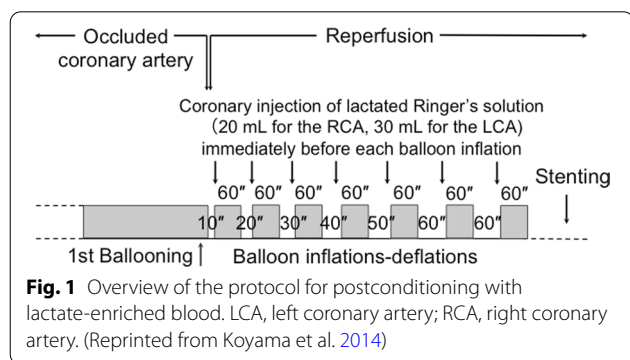 Occluded coronary artery
Reperfusion
Coronary injection of lactated Ringer's solution
(20 mL for the RCA, 30 mL for the LCA)
immediately before each balloon inflation
Stenting
60″ 60″ 60″ 60″ 60″ 60″ 60″
10″ 20″ 30″ 40″ 50″ 60″ 60″
1st Ballooning
Balloon inflations-deflations
Fig. 1 Overview of the protocol for postconditioning with
lactate-enriched blood. LCA, left coronary artery; RCA, right coronary
artery. (Reprinted from Koyama et al. 2014)